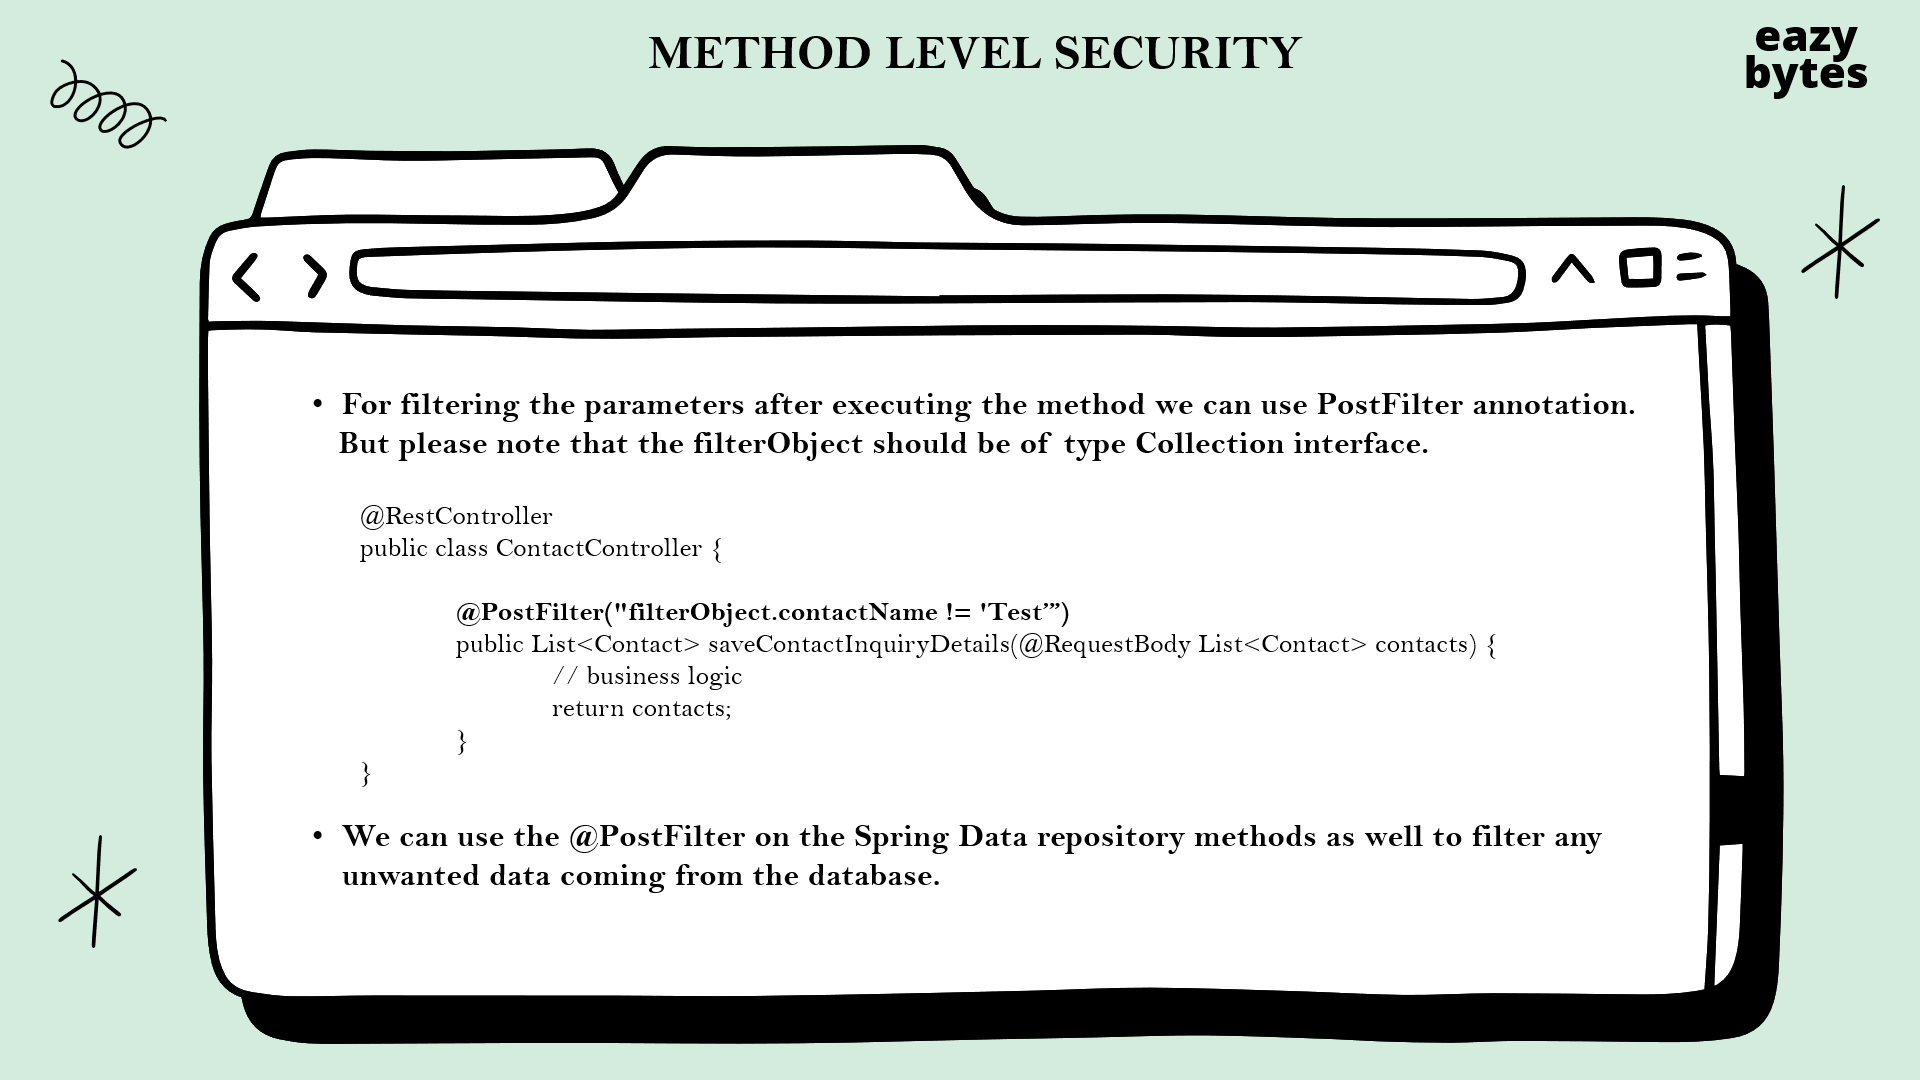 METHOD LEVEL SECURITY
eazy
bytes
• For filtering the parameters after executing the method we can use PostFilter annotation.
But please note that the filterObject should be of type Collection interface.
@RestController
public class ContactController {
@PostFilter("filterObject.contactName != 'Test’”)
public List<Contact> saveContactInquiryDetails(@RequestBody List<Contact> contacts) {
// business logic
return contacts;
}
}
• We can use the @PostFilter on the Spring Data repository methods as well to filter any
unwanted data coming from the database.